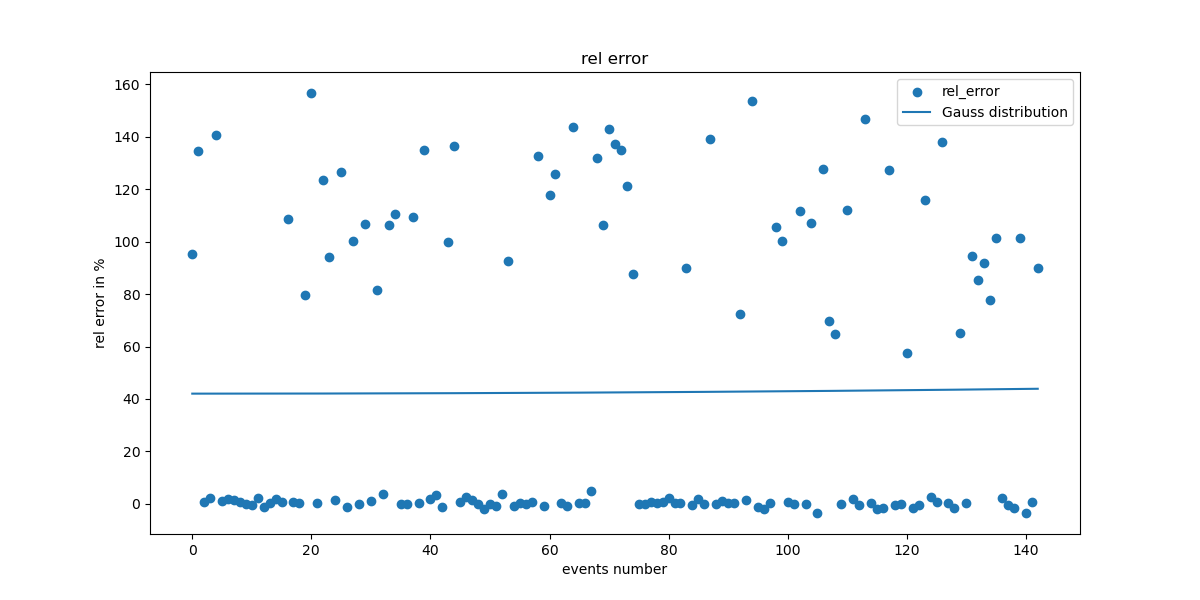 rel error
rel_error
Gauss distribution
rel error in %
160
140
120
100
80
60
40
20
0
0 20 40 60 80 100 120 140
events number